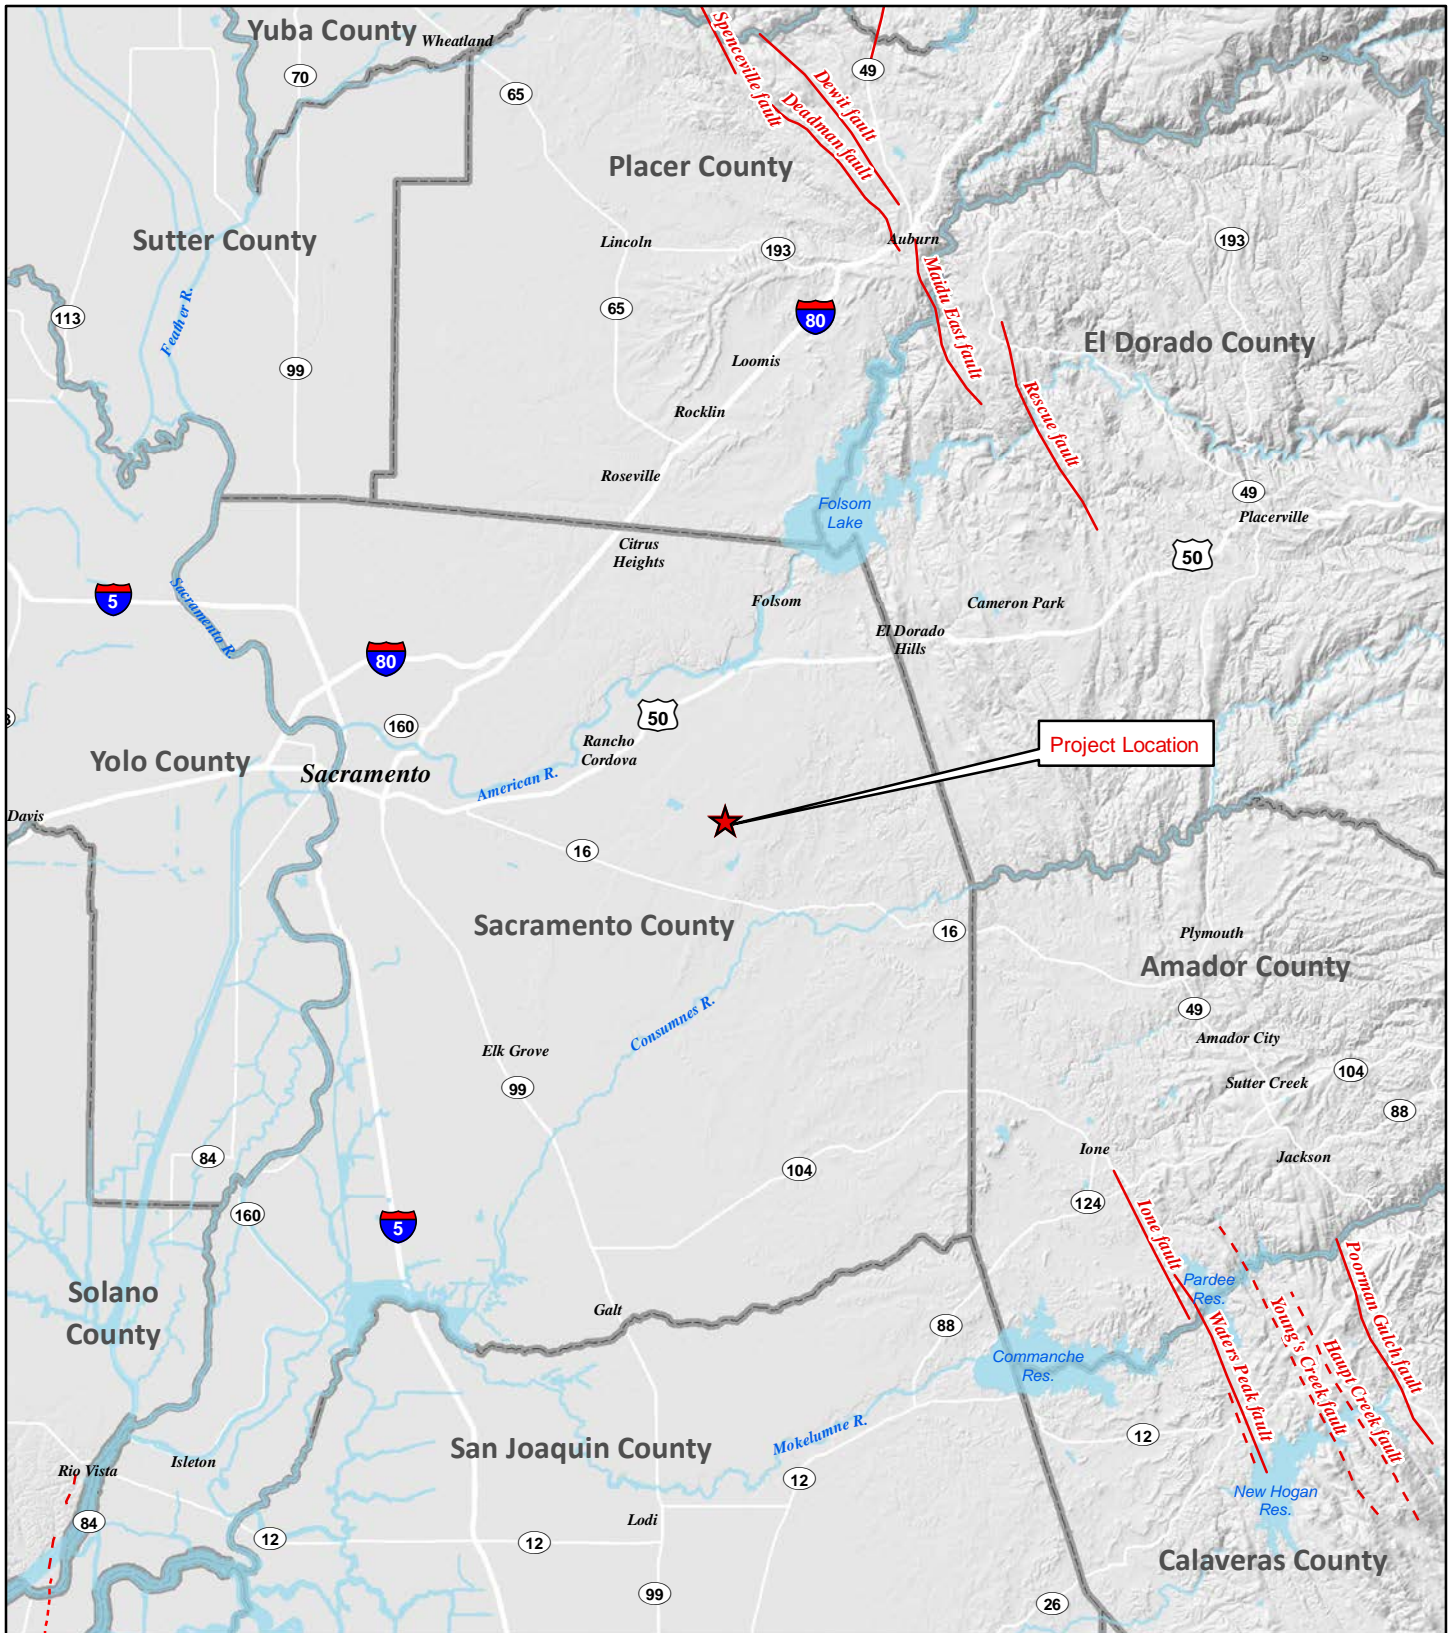 Yuba County
Wheatland
70
65
49
Spenceville fault
Dewit fault
Deadman fault
Placer County
Sutter County
Lincoln
193
Auburn
193
Feather R.
113
65
80
Maidu East fault
El Dorado County
99
Loomis
Rescue fault
Rocklin
Roseville
49
Placerville
Folsom
Lake
Citrus
Heights
50
5
Sacramento R.
Folsom
Cameron Park
El Dorado
Hills
80
160
50
Rancho
Cordova
Project Location
Yolo County
Sacramento
American R.
Davis
16
Sacramento County
16
Plymouth
Amador County
49
Consumnes R.
Amador City
Elk Grove
99
Sutter Creek
104
88
84
104
Ione
Jackson
160
5
124
Ione fault
Poorman Gulch fault
Solano
County
Pardee
Res.
Galt
88
Waters Peak fault
Young's Creek fault
Haupt Creek fault
Commanche
Res.
San Joaquin County
Mokelumne R.
12
Rio Vista
Isleton
12
New Hogan
Res.
84
12
12
Lodi
Calaveras County
99
26